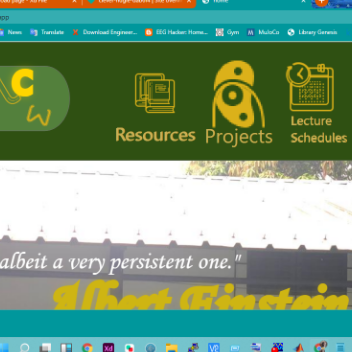 News Translate Download Engineer... EEG Hacker: Home... Gym MuJoCo Library Genesis
C
W
Resources
Projects
Lecture
Schedules
albeit a very persistent one."
Albert Einstein